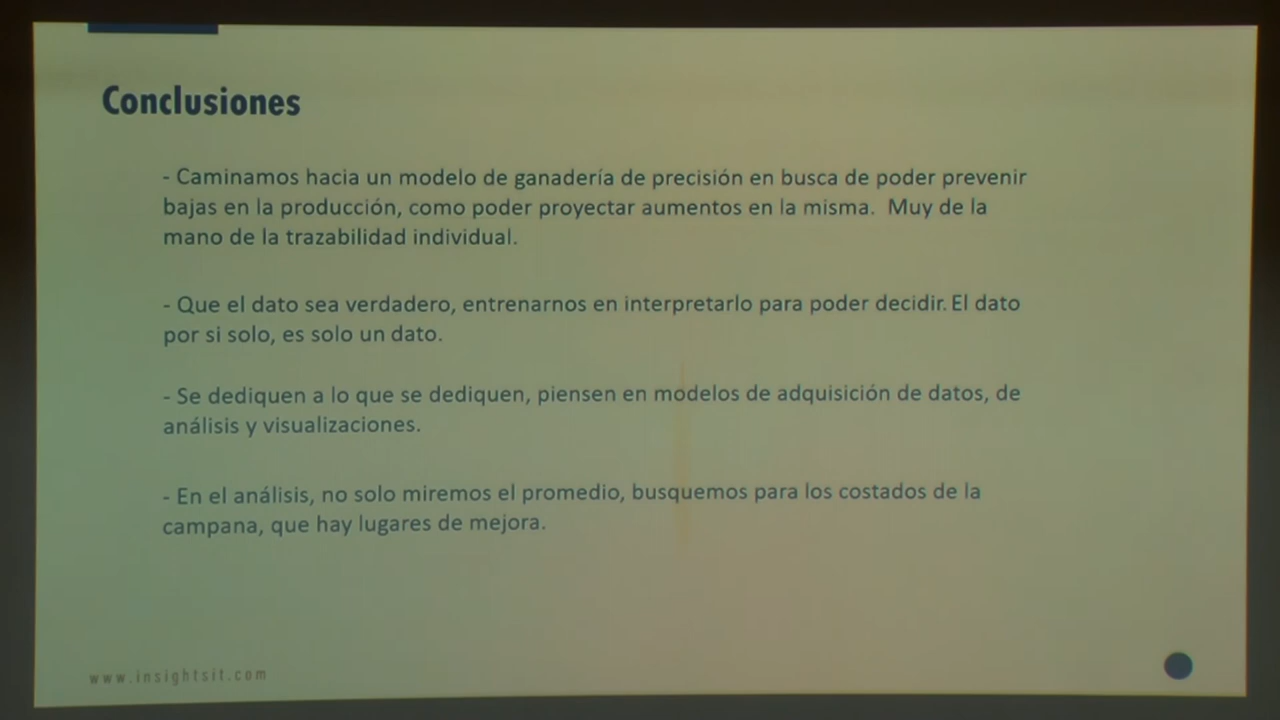 Conclusiones
- Caminamos hacia un modelo de ganadería de precisión en busca de poder prevenir
bajas en la producción, como poder proyectar aumentos en la misma.  Muy de la
mano de la trazabilidad individual.
- Que el dato sea verdadero, entrenarnos en interpretarlo para poder decidir. El dato
por si solo, es solo un dato.
- Se dediquen a lo que se dediquen, piensen en modelos de adquisición de datos, de
análisis y visualizaciones.
- En el análisis, no solo miremos el promedio, busquemos para los costados de la
campana, que hay lugares de mejora.
www.insightsit.com